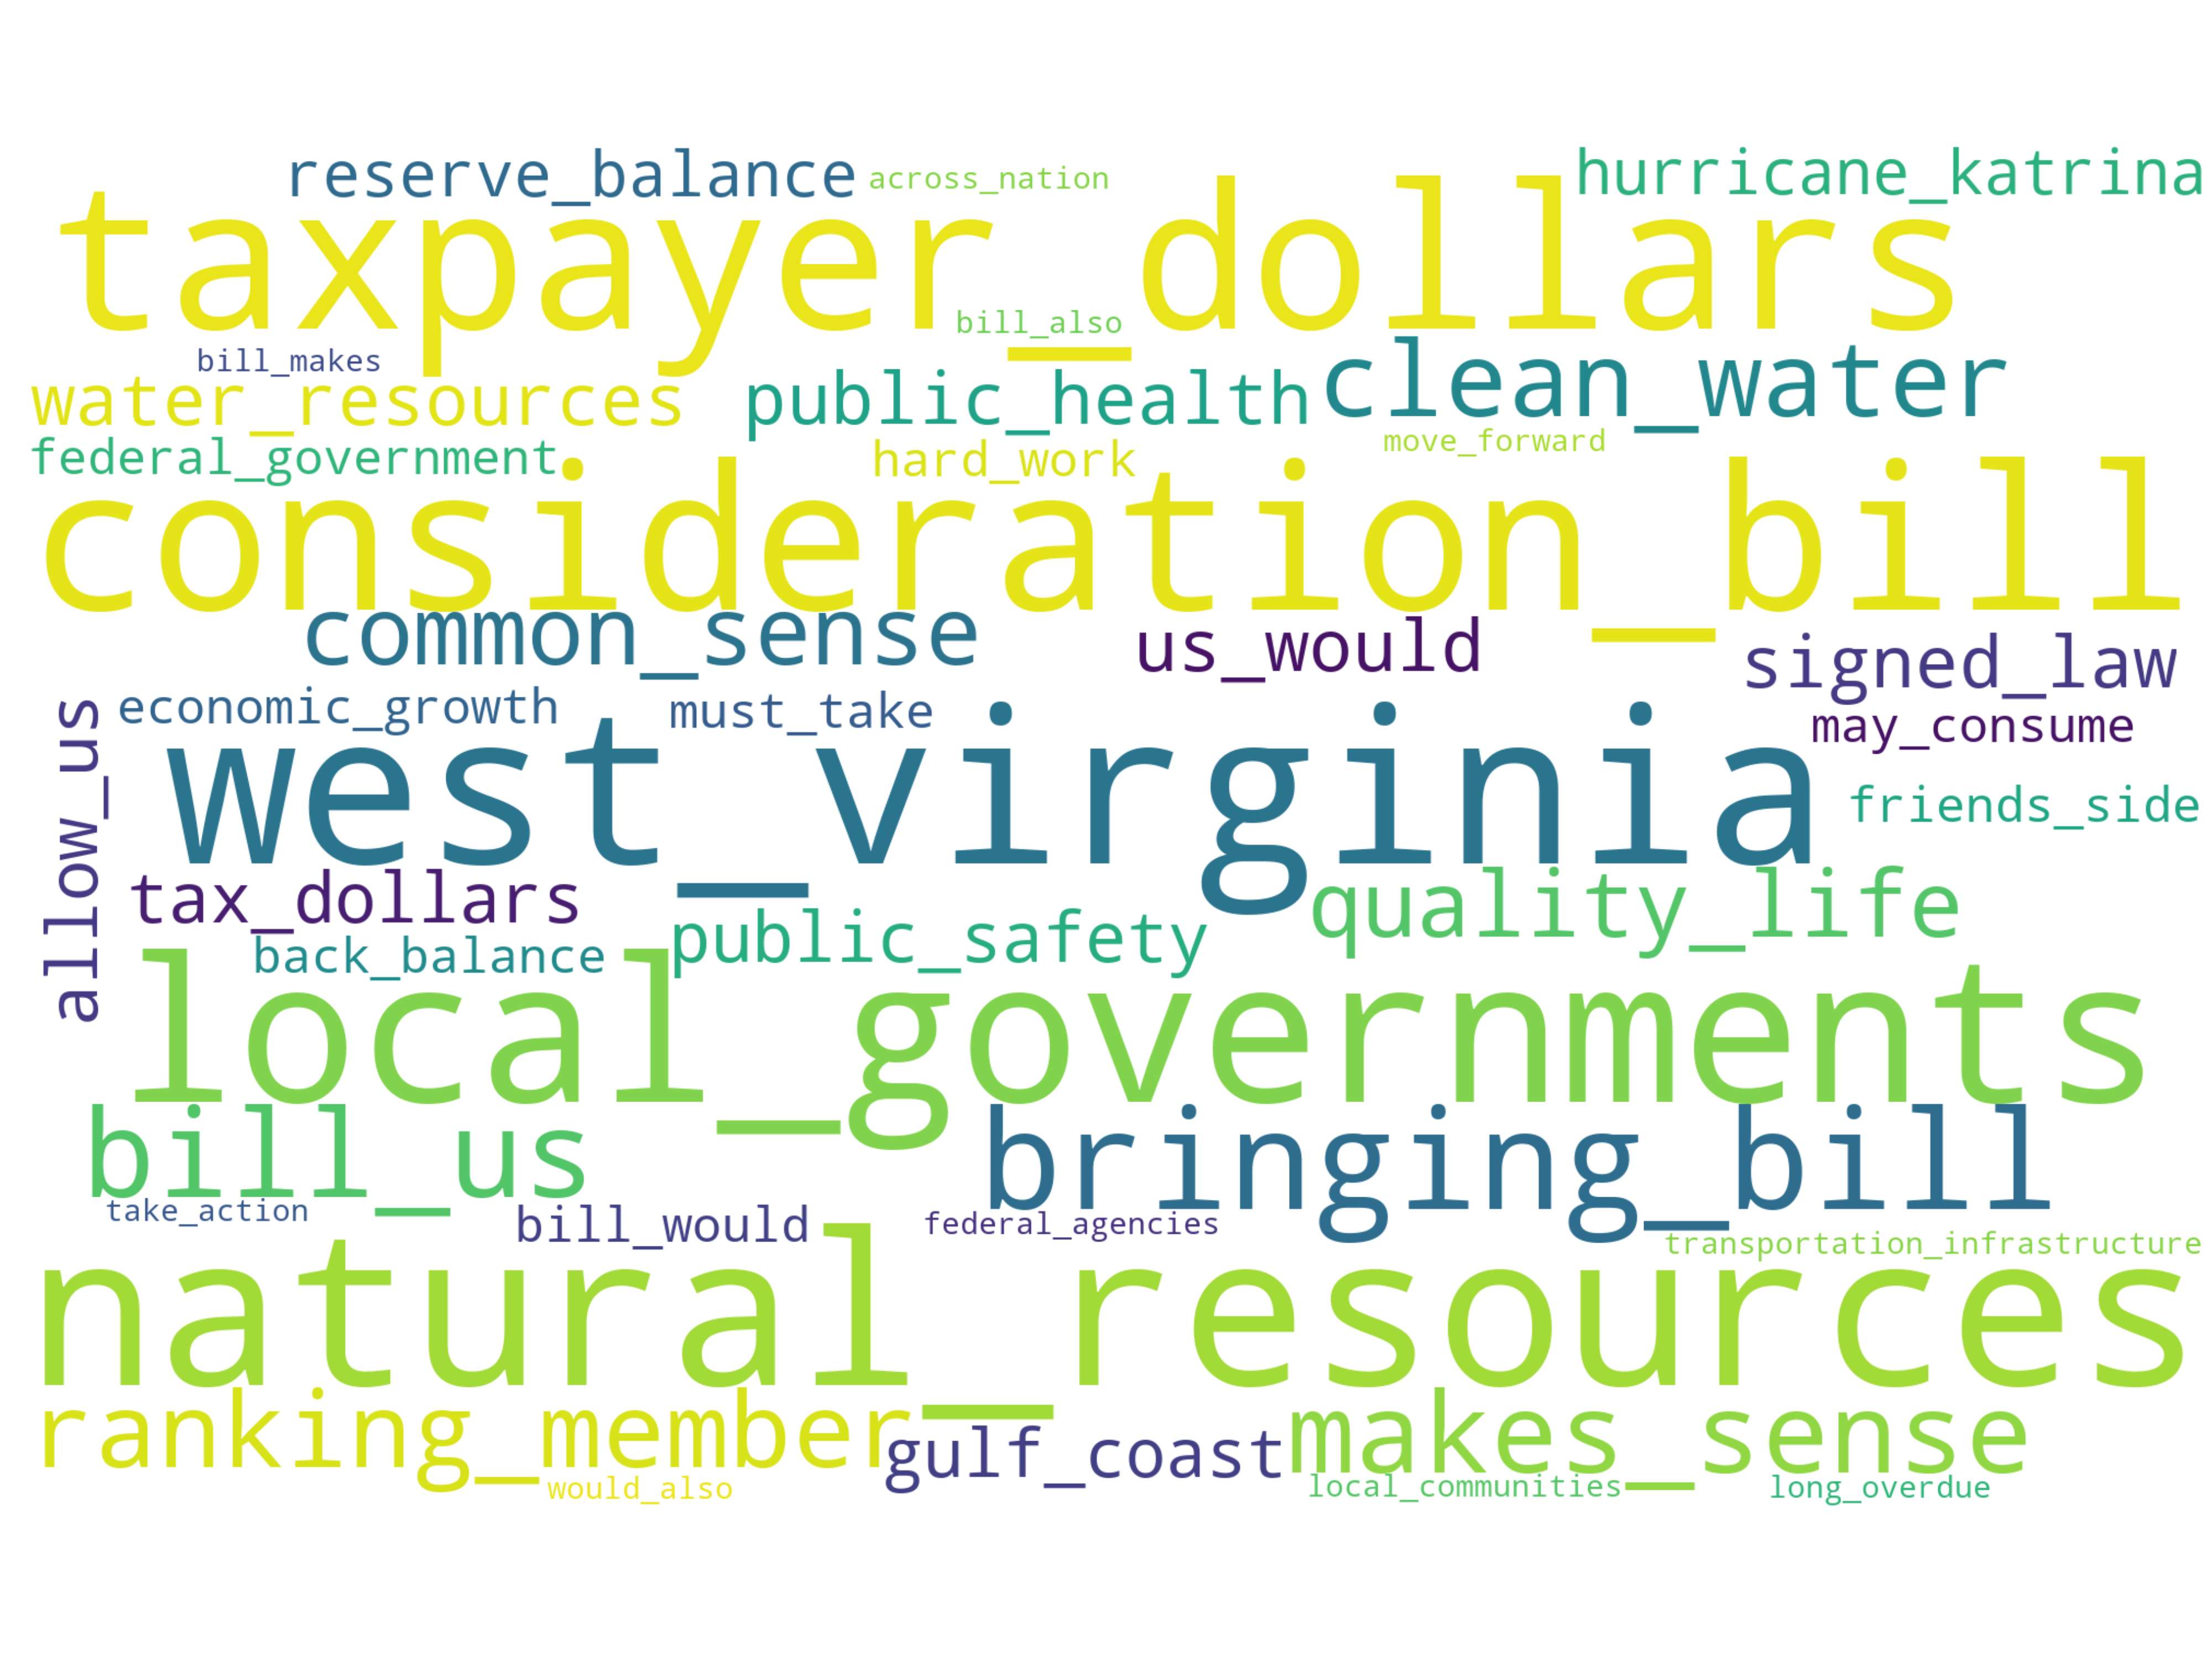 reserve_balance across_nation hurricane_katrina
taxpayer_dollars
bill_also
bill_makes
water_resources public_health clean_water
federal_government hard_work move_forward
consideration_bill
common_sense us_would signed_law
allow_us economic_growth must_take may_consume
west_virginia friends_side
tax_dollars public_safety quality_life
back_balance
local_governments
bill_us bringing_bill
take_action bill_would federal_agencies transportation_infrastructure
natural_resources
ranking_member gulf_coast makes_sense
would_also local_communities long_overdue